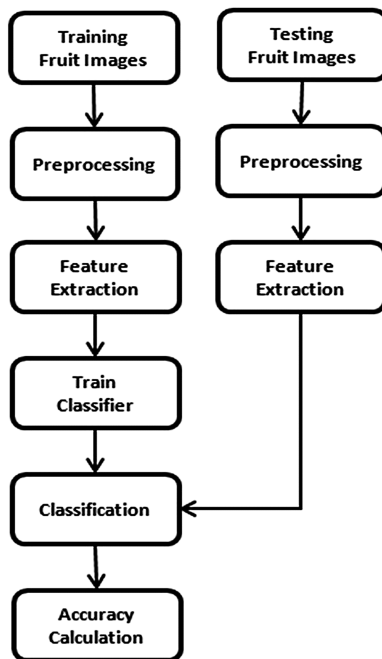 Training
Fruit Images
Testing
Fruit Images
Preprocessing
Preprocessing
Feature
Extraction
Feature
Extraction
Train
Classifier
Classification
Accuracy
Calculation